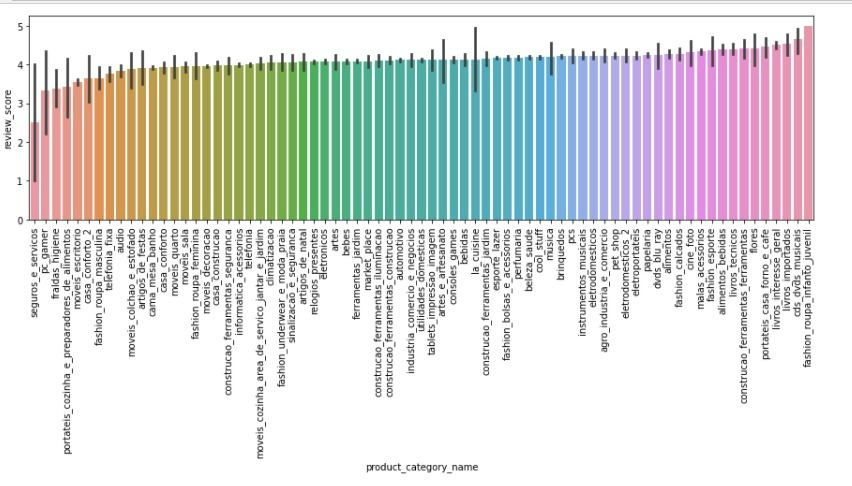 5
4
3
2
1
0
review_score
seguros_e_servicos
pc_gamer
fraldas_higiene
portateis_cozinha_e_preparadores_de_alimentos
moveis_escritorio
casa_conforto_2
fashion_roupa_masculina
telefonia_fixa
audio
moveis_colchao_e_estofado
artigos_de_festas
cama_mesa_banho
casa_conforto
moveis_quarto
moveis_sala
fashion_roupa_feminina
moveis_decoracao
casa_construcao
construcao_ferramentas_seguranca
informatica_acessorios
telefonia
moveis_cozinha_area_de_servico_jantar_e_jardim
climatizacao
fashion_underwear_e_moda_praia
sinalizacao_e_seguranca
artigos_de_natal
relogios_presentes
eletronicos
artes
bebes
ferramentas_jardim
market_place
construcao_ferramentas_iluminacao
construcao_ferramentas_construcao
automotivo
industria_comercio_e_negocios
utilidades_domesticas
tablets_impressao_imagem
artes_e_artesanato
consoles_games
bebidas
la_cuisine
construcao_ferramentas_jardim
esporte_lazer
fashion_bolsas_e_acessorios
perfumaria
beleza_saude
cool_stuff
musica
brinquedos
pcs
instrumentos_musicais
eletrodomesticos
agro_industria_e_comercio
pet_shop
eletrodomesticos_2
eletroportateis
papelaria
dvds_blu_ray
alimentos
fashion_calcados
cine_foto
malas_acessorios
fashion_esporte
alimentos_bebidas
livros_tecnicos
construcao_ferramentas_ferramentas
flores
portateis_casa_forno_e_cafe
livros_interesse_geral
livros_importados
cds_dvds_musicais
fashion_roupa_infanto_juvenil
product_category_name